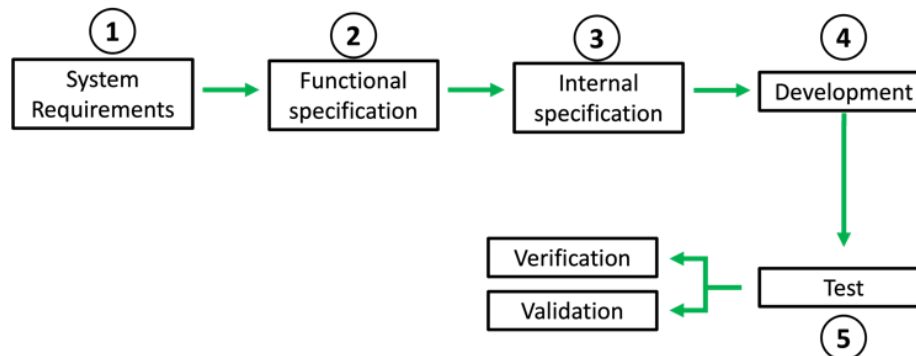 1
System
Requirements
2
Functional
specification
3
Internal
specification
4
Development
Verification
Validation
Test
5